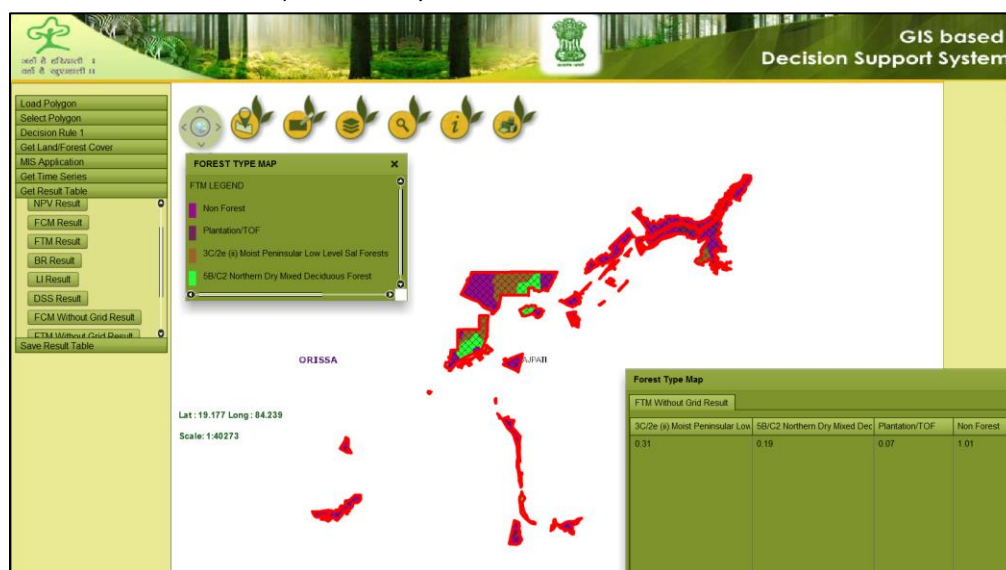 GIS based
Decision Support System
Load Polygon
Select Polygon
Decision Rule 1
Get Land/Forest Cover
MIS Application
Get Time Series
Get Result Table
NPV Result
FCM Result
FTM Result
BR Result
LI Result
DSS Result
FCM Without Grid Result
FTM Without Grid Result
Save Result Table
FOREST TYPE MAP
FTM LEGEND
Non Forest
Plantation/TOF
3C/2e (ii) Moist Peninsular Low Level Sal Forests
5B/C2 Northern Dry Mixed Deciduous Forest
ORISSA
AJPATI
Lat : 19.177 Long : 84.239
Scale: 1:40273
Forest Type Map
FTM Without Grid Result
3C/2e (ii) Moist Peninsular Low 5B/C2 Northern Dry Mixed Dec Plantation/TOF Non Forest
0.31 0.19 0.07 1.01